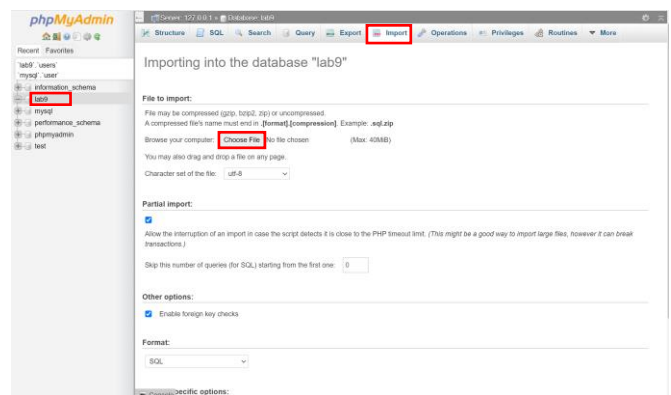 phpMyAdmin
Recent Favorites
`lab9`.`users`
`mysql`.`user`
information_schema
lab9
mysql
performance_schema
phpmyadmin
test
Server: 127.0.0.1 » Database: lab9
Structure SQL Search Query Export Import Operations Privileges Routines More
Importing into the database "lab9"
File to import:
File may be compressed (gzip, bzip2, zip) or uncompressed.
A compressed file's name must end in .[format].[compression]. Example: .sql.zip
Browse your computer: Choose File No file chosen (Max: 40MiB)
You may also drag and drop a file on any page.
Character set of the file: utf-8
Partial import:
Allow the interruption of an import in case the script detects it is close to the PHP timeout limit. (This might be a good way to import large files, however it can break
transactions.)
Skip this number of queries (for SQL) starting from the first one: 0
Other options:
Enable foreign key checks
Format:
SQL
Console
pecific options: